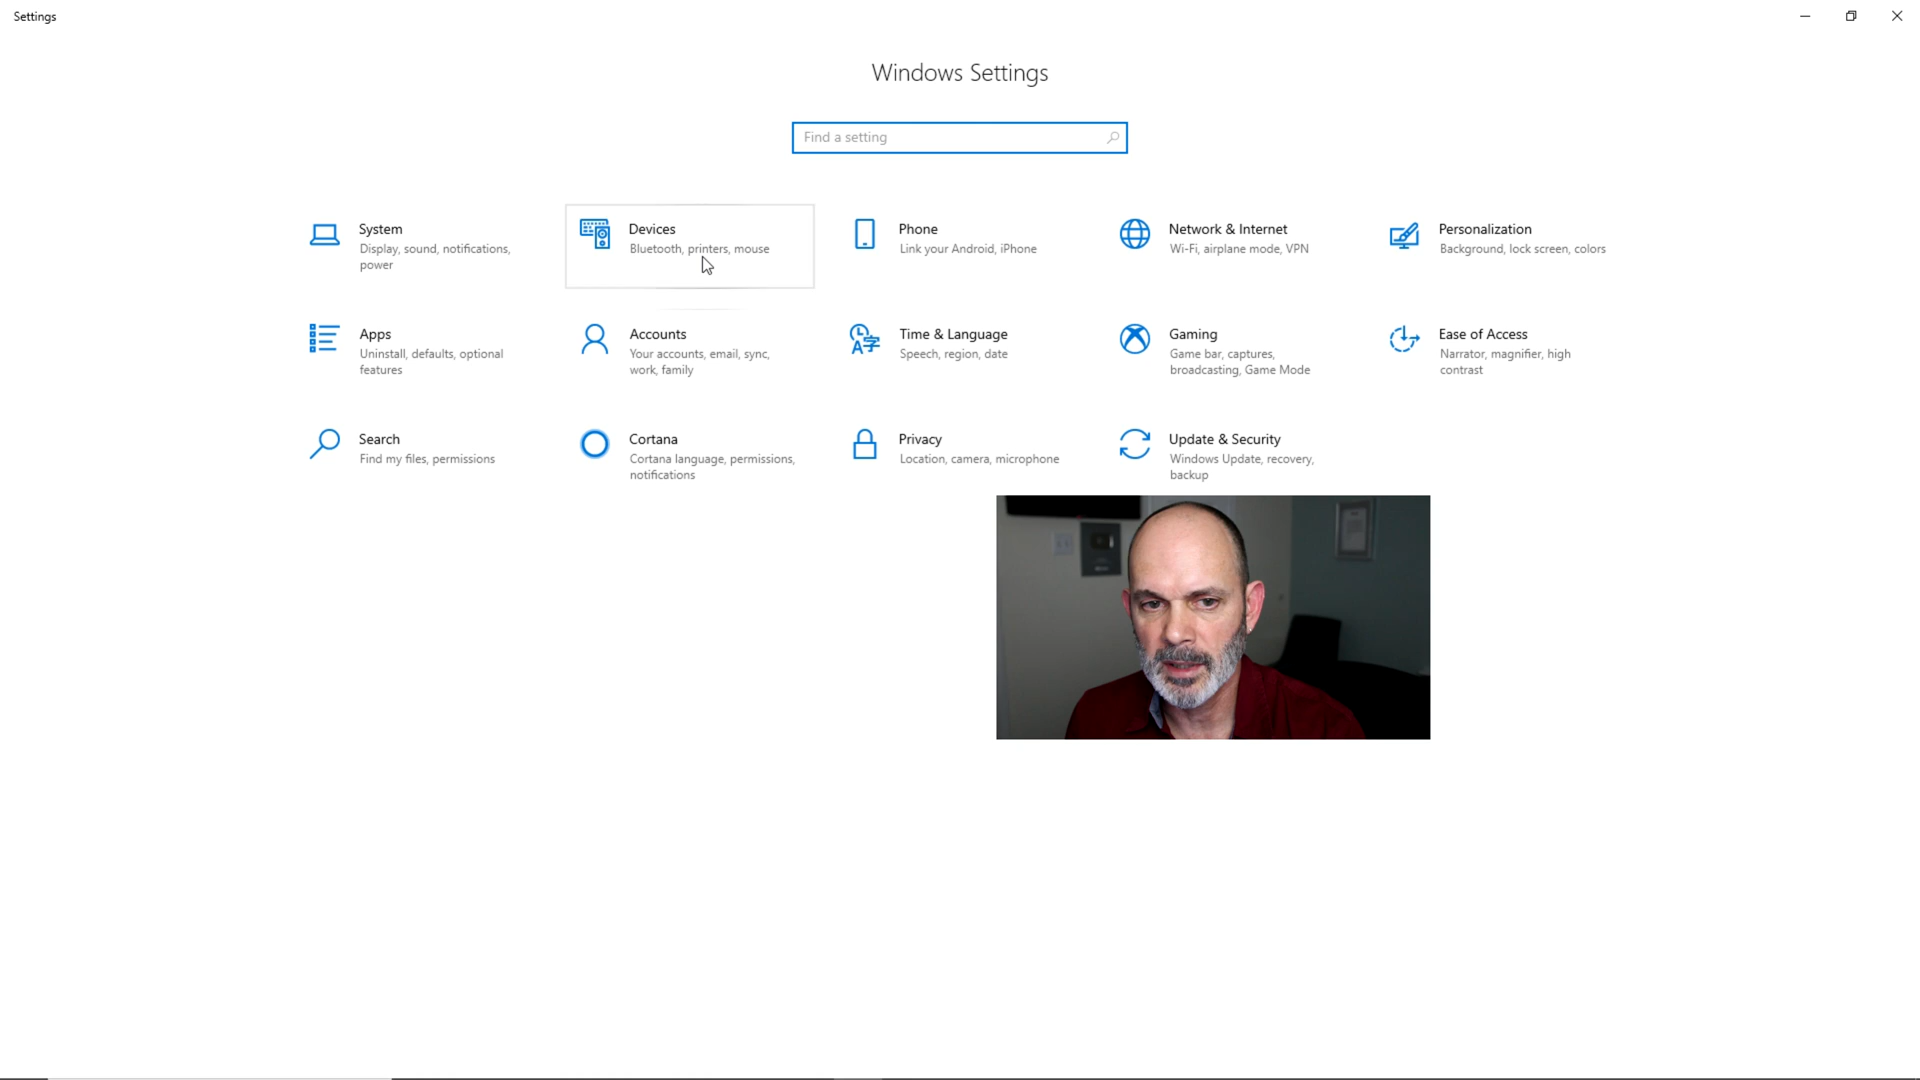 Settings
Windows Settings
Find a setting
System
Display, sound, notifications,
power
Devices
Bluetooth, printers, mouse
Phone
Link your Android, iPhone
Network & Internet
Wi-Fi, airplane mode, VPN
Personalization
Background, lock screen, colors
Apps
Uninstall, defaults, optional
features
Accounts
Your accounts, email, sync,
work, family
Time & Language
Speech, region, date
Gaming
Game bar, captures,
broadcasting, Game Mode
Ease of Access
Narrator, magnifier, high
contrast
Search
Find my files, permissions
Cortana
Cortana language, permissions,
notifications
Privacy
Location, camera, microphone
Update & Security
Windows Update, recovery,
backup